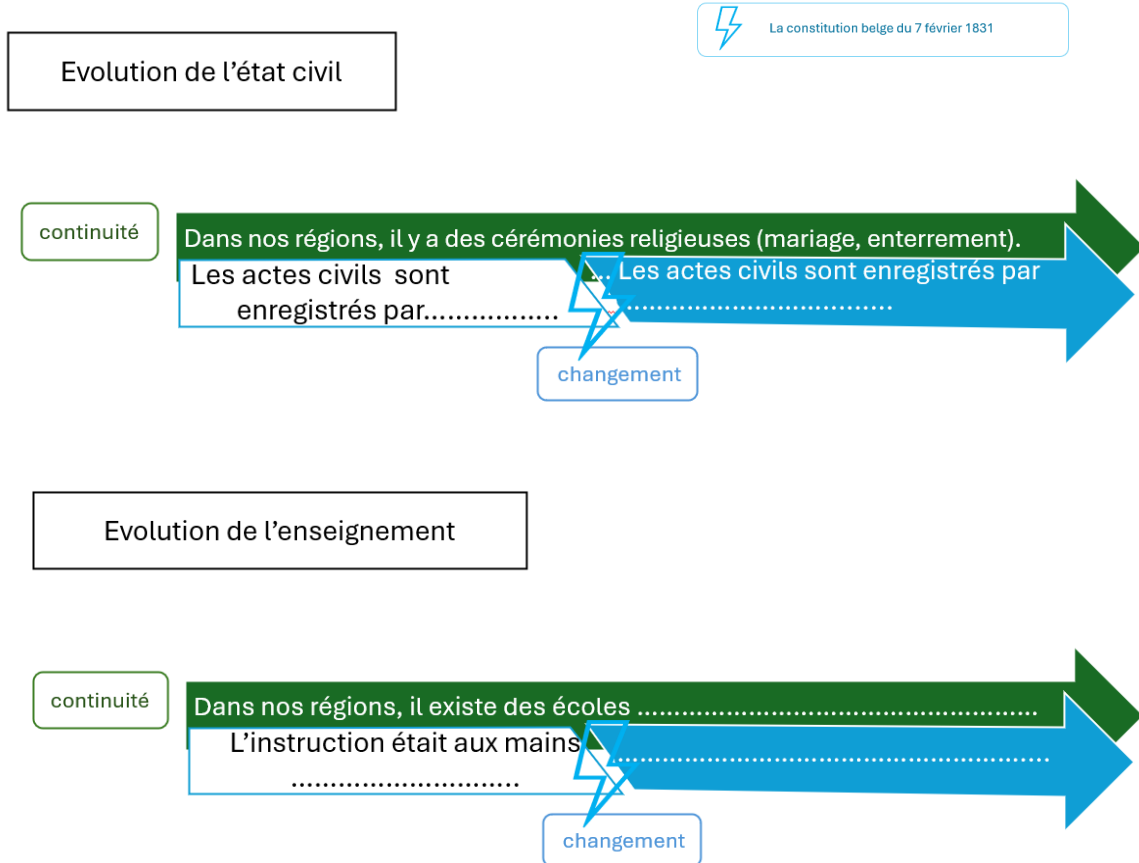 La constitution belge du 7 février 1831
Evolution de l’état civil
continuité
Dans nos régions, il y a des cérémonies religieuses (mariage, enterrement).
Les actes civils sont
enregistrés par……………..
... Les actes civils sont enregistrés par
……………………………..
changement
Evolution de l’enseignement
continuité
Dans nos régions, il existe des écoles …………………………………………….
L’instruction était aux mains
………………………..
…………………………………………………
changement